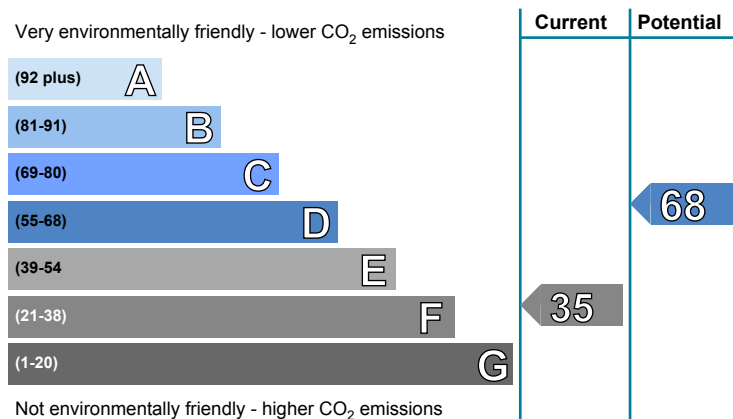 Current Potential
Very environmentally friendly - lower CO2 emissions
(92 plus) A
(81-91) B
(69-80) C
(55-68) D
68
(39-54 E
(21-38) F
35
(1-20) G
Not environmentally friendly - higher CO2 emissions